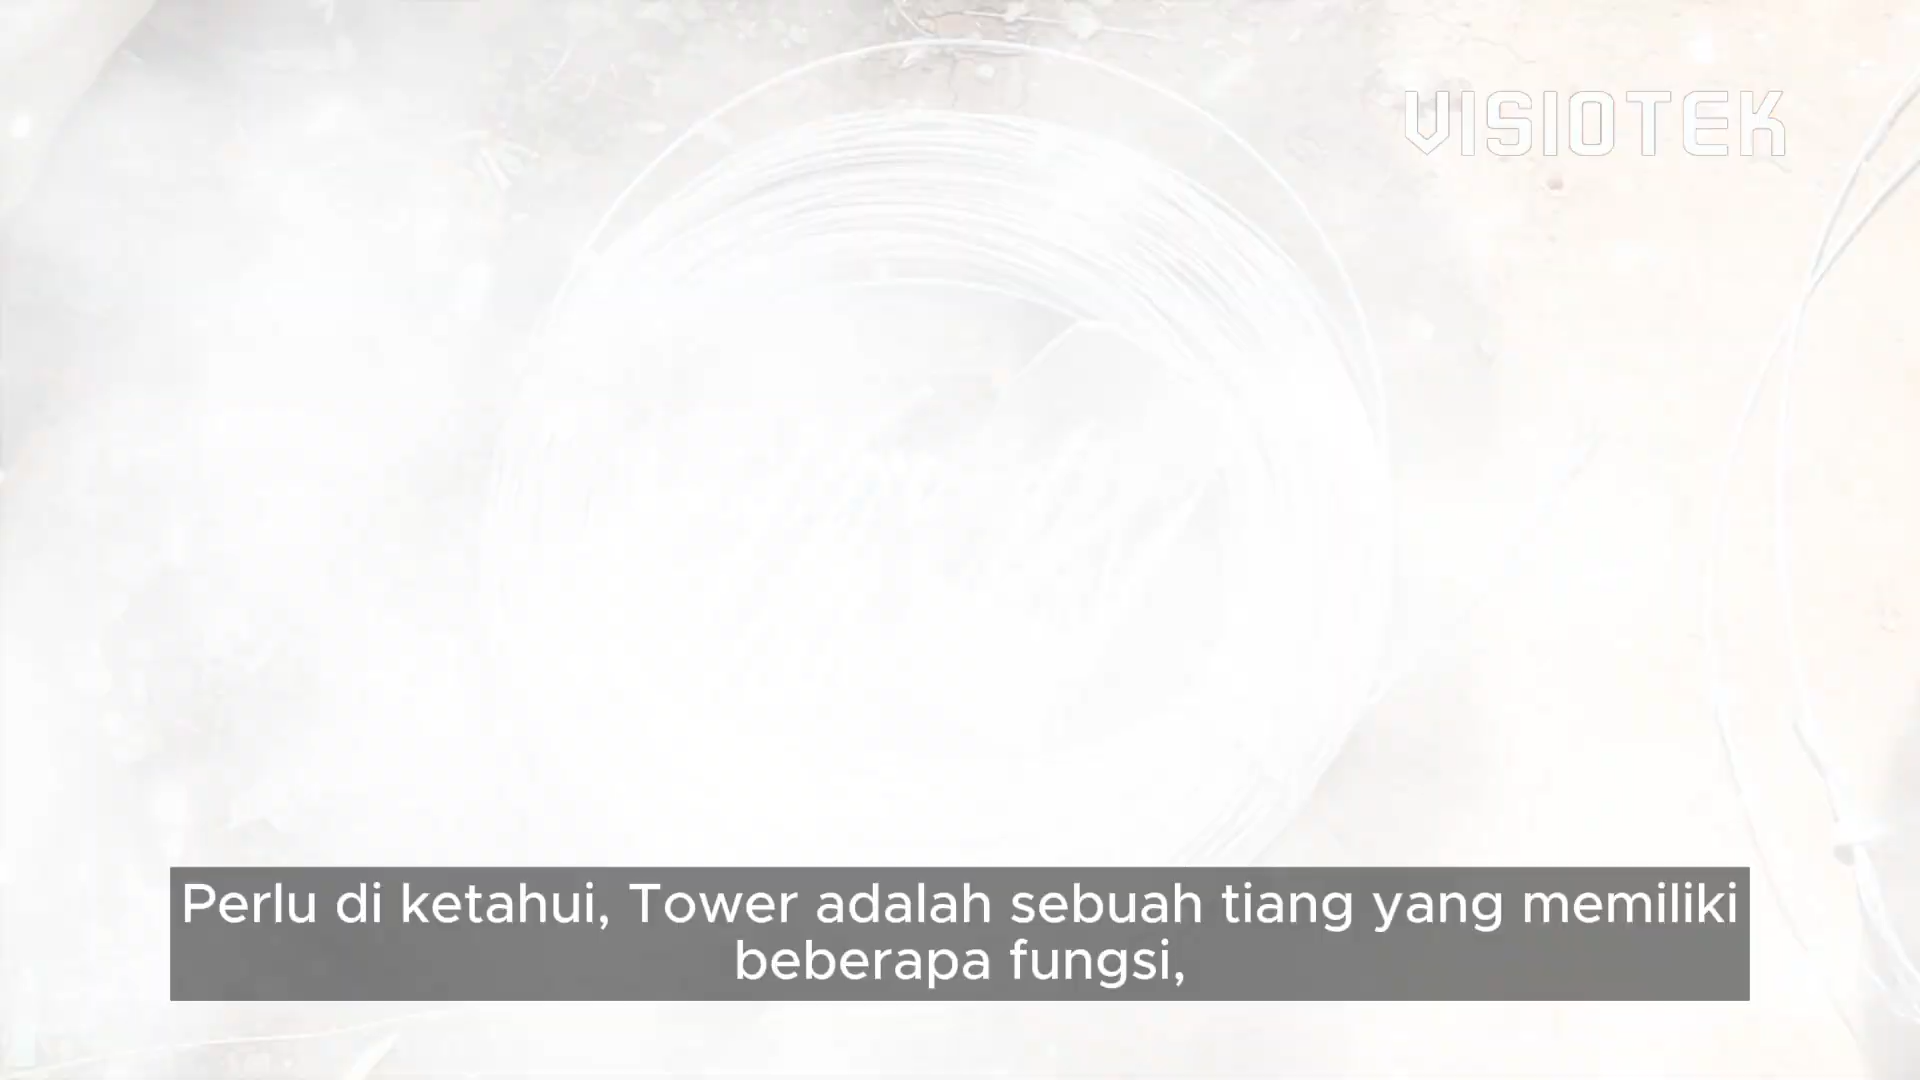 VISIOTEK
Perlu di ketahui, Tower adalah sebuah tiang yang memiliki
beberapa fungsi,